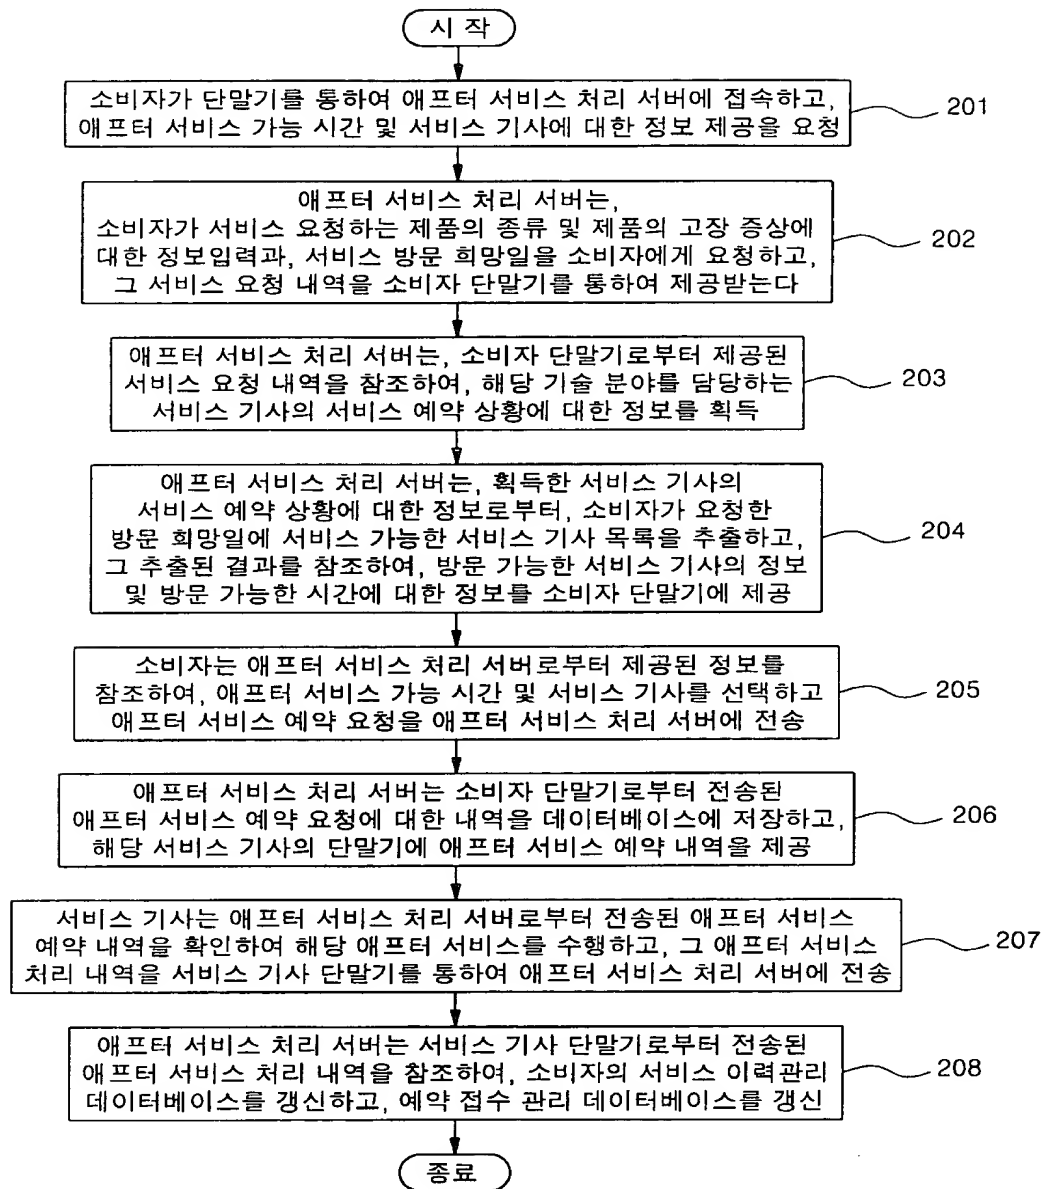 시 작
소비자가 단말기를 통하여 애프터 서비스 처리 서버에 접속하고,
애프터 서비스 가능 시간 및 서비스 기사에 대한 정보 제공을 요청
201
애프터 서비스 처리 서버는,
소비자가 서비스 요청하는 제품의 종류 및 제품의 고장 증상에
대한 정보입력과, 서비스 방문 희망일을 소비자에게 요청하고,
그 서비스 요청 내역을 소비자 단말기를 통하여 제공받는다
202
애프터 서비스 처리 서버는, 소비자 단말기로부터 제공된
서비스 요청 내역을 참조하여, 해당 기술 분야를 담당하는
서비스 기사의 서비스 예약 상황에 대한 정보를 획득
203
애프터 서비스 처리 서버는, 획득한 서비스 기사의
서비스 예약 상황에 대한 정보로부터, 소비자가 요청한
방문 희망일에 서비스 가능한 서비스 기사 목록을 추출하고,
그 추출된 결과를 참조하여, 방문 가능한 서비스 기사의 정보
및 방문 가능한 시간에 대한 정보를 소비자 단말기에 제공
204
소비자는 애프터 서비스 처리 서버로부터 제공된 정보를
참조하여, 애프터 서비스 가능 시간 및 서비스 기사를 선택하고
애프터 서비스 예약 요청을 애프터 서비스 처리 서버에 전송
205
애프터 서비스 처리 서버는 소비자 단말기로부터 전송된
애프터 서비스 예약 요청에 대한 내역을 데이터베이스에 저장하고,
해당 서비스 기사의 단말기에 애프터 서비스 예약 내역을 제공
206
서비스 기사는 애프터 서비스 처리 서버로부터 전송된 애프터 서비스
예약 내역을 확인하여 해당 애프터 서비스를 수행하고, 그 애프터 서비스
처리 내역을 서비스 기사 단말기를 통하여 애프터 서비스 처리 서버에 전송
207
애프터 서비스 처리 서버는 서비스 기사 단말기로부터 전송된
애프터 서비스 처리 내역을 참조하여, 소비자의 서비스 이력관리
데이터베이스를 갱신하고, 예약 접수 관리 데이터베이스를 갱신
208
종료